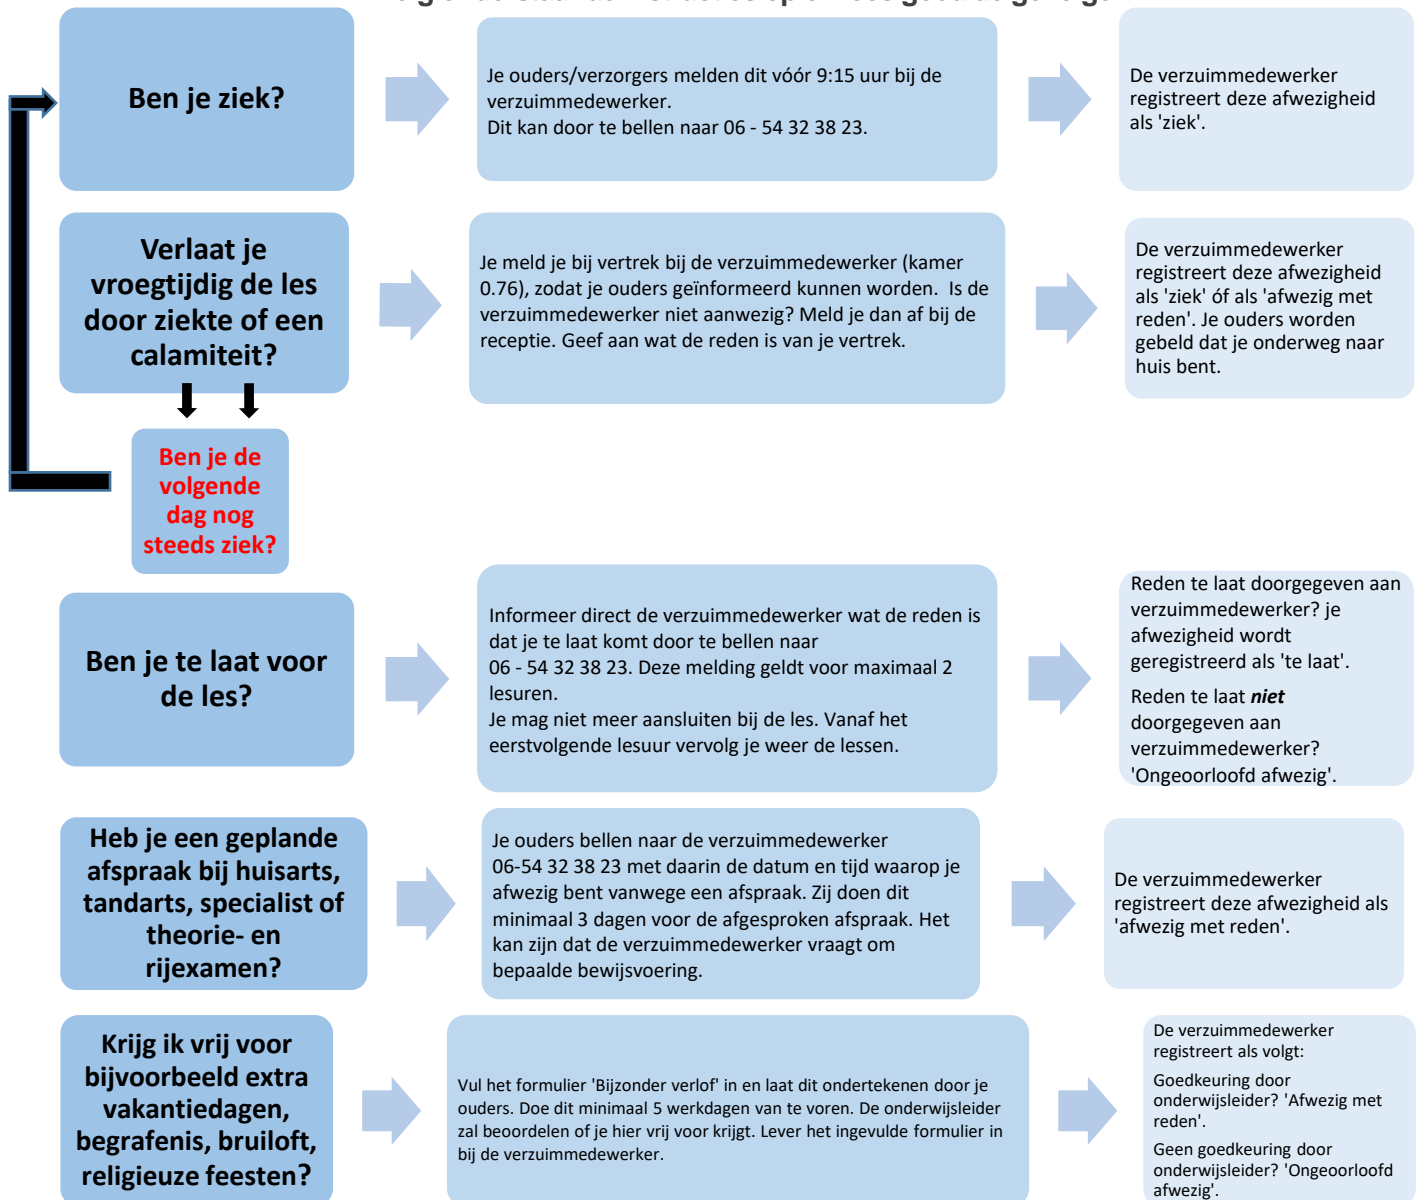 Ben je ziek?
Je ouders/verzorgers melden dit vóór 9:15 uur bij de
verzuimmedewerker.
Dit kan door te bellen naar 06 - 54 32 38 23.
De verzuimmedewerker
registreert deze afwezigheid
als 'ziek'.
Verlaat je
vroegtijdig de les
door ziekte of een
calamiteit?
Je meld je bij vertrek bij de verzuimmedewerker (kamer
0.76), zodat je ouders geïnformeerd kunnen worden.  Is de
verzuimmedewerker niet aanwezig? Meld je dan af bij de
receptie. Geef aan wat de reden is van je vertrek.
De verzuimmedewerker
registreert deze afwezigheid
als 'ziek' óf als 'afwezig met
reden'. Je ouders worden
gebeld dat je onderweg naar
huis bent.
Ben je de
volgende
dag nog
steeds ziek?
Ben je te laat voor
de les?
Informeer direct de verzuimmedewerker wat de reden is
dat je te laat komt door te bellen naar
06 - 54 32 38 23. Deze melding geldt voor maximaal 2
lesuren.
Je mag niet meer aansluiten bij de les. Vanaf het
eerstvolgende lesuur vervolg je weer de lessen.
Reden te laat doorgegeven aan
verzuimmedewerker? je
afwezigheid wordt
geregistreerd als 'te laat'.
Reden te laat niet
doorgegeven aan
verzuimmedewerker?
'Ongeoorloofd afwezig'.
Heb je een geplande
afspraak bij huisarts,
tandarts, specialist of
theorie- en
rijexamen?
Je ouders bellen naar de verzuimmedewerker
06-54 32 38 23 met daarin de datum en tijd waarop je
afwezig bent vanwege een afspraak. Zij doen dit
minimaal 3 dagen voor de afgesproken afspraak. Het
kan zijn dat de verzuimmedewerker vraagt om
bepaalde bewijsvoering.
De verzuimmedewerker
registreert deze afwezigheid als
'afwezig met reden'.
Krijg ik vrij voor
bijvoorbeeld extra
vakantiedagen,
begrafenis, bruiloft,
religieuze feesten?
Vul het formulier 'Bijzonder verlof' in en laat dit ondertekenen door je
ouders. Doe dit minimaal 5 werkdagen van te voren. De onderwijsleider
zal beoordelen of je hier vrij voor krijgt. Lever het ingevulde formulier in
bij de verzuimmedewerker.
De verzuimmedewerker
registreert als volgt:
Goedkeuring door
onderwijsleider? 'Afwezig met
reden'.
Geen goedkeuring door
onderwijsleider? 'Ongeoorloofd
afwezig'.